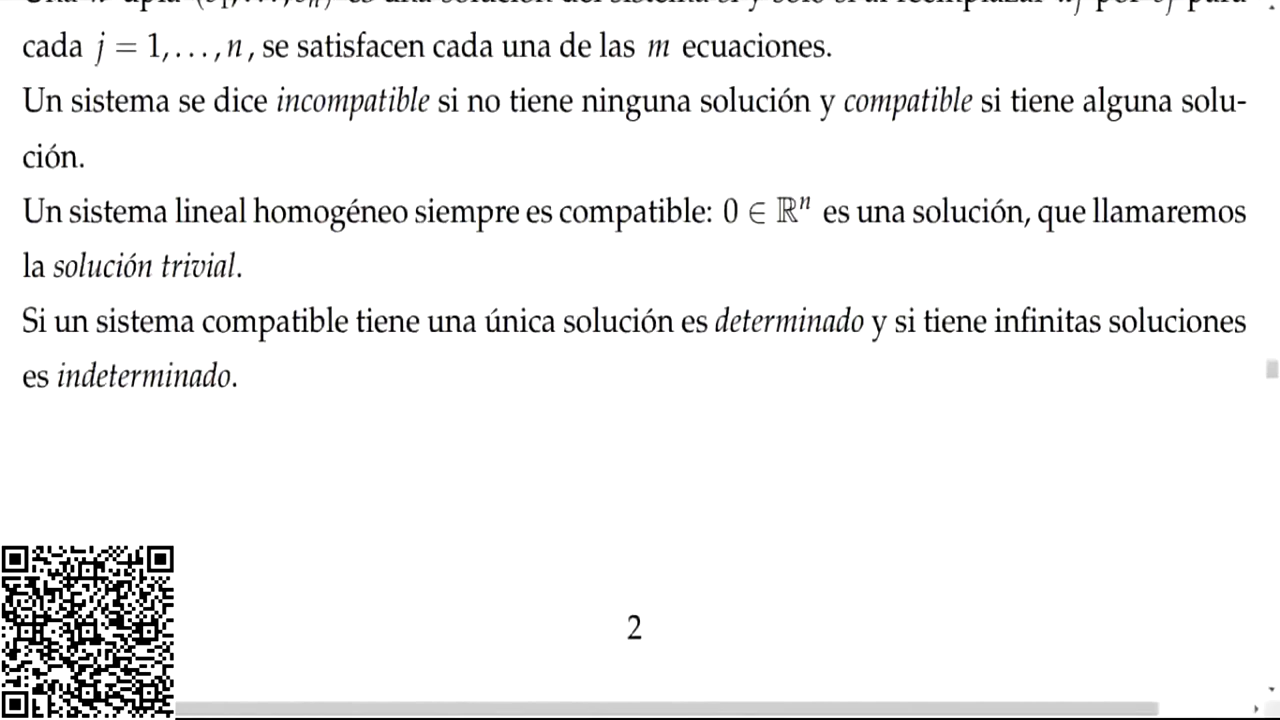 cada j = 1,...,n, se satisfacen cada una de las m ecuaciones.
Un sistema se dice incompatible si no tiene ninguna solución y compatible si tiene alguna solu-
ción.
Un sistema lineal homogéneo siempre es compatible: 0 ∈ ℝⁿ es una solución, que llamaremos
la solución trivial.
Si un sistema compatible tiene una única solución es determinado y si tiene infinitas soluciones
es indeterminado.
2